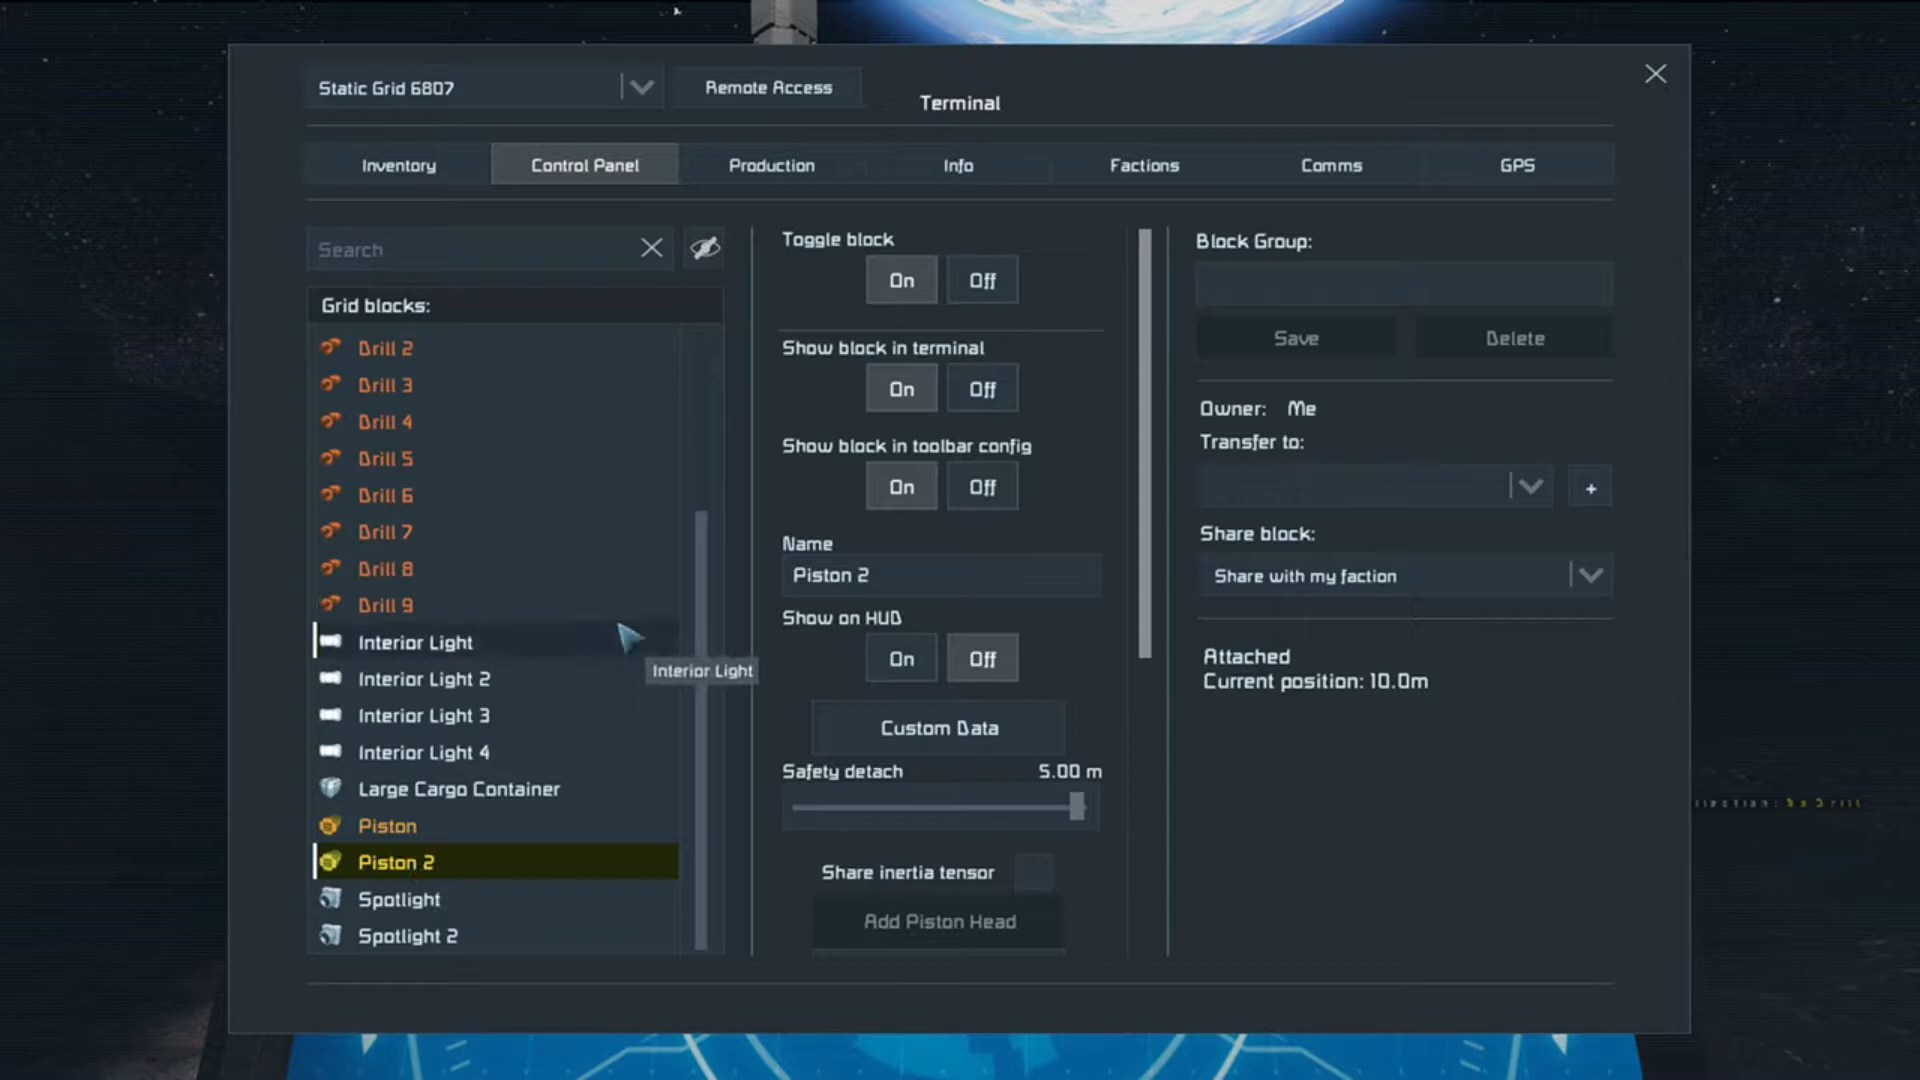 Static Grid 6807
Remote Access
Terminal
Inventory
Control Panel
Production
Info
Factions
Comms
GPS
Search
Grid blocks:
Drill 2
Drill 3
Drill 4
Drill 5
Drill 6
Drill 7
Drill 8
Drill 9
Interior Light
Interior Light
Interior Light 2
Interior Light 3
Interior Light 4
Large Cargo Container
Piston
Piston 2
Spotlight
Spotlight 2
Toggle block
On Off
Show block in terminal
On Off
Show block in toolbar config
On Off
Name
Piston 2
Show on HUD
On Off
Custom Data
Safety detach 5.00 m
Share inertia tensor
Add Piston Head
Block Group:
Save Delete
Owner: Me
Transfer to:
+
Share block:
Share with my faction
Attached
Current position: 10.0m